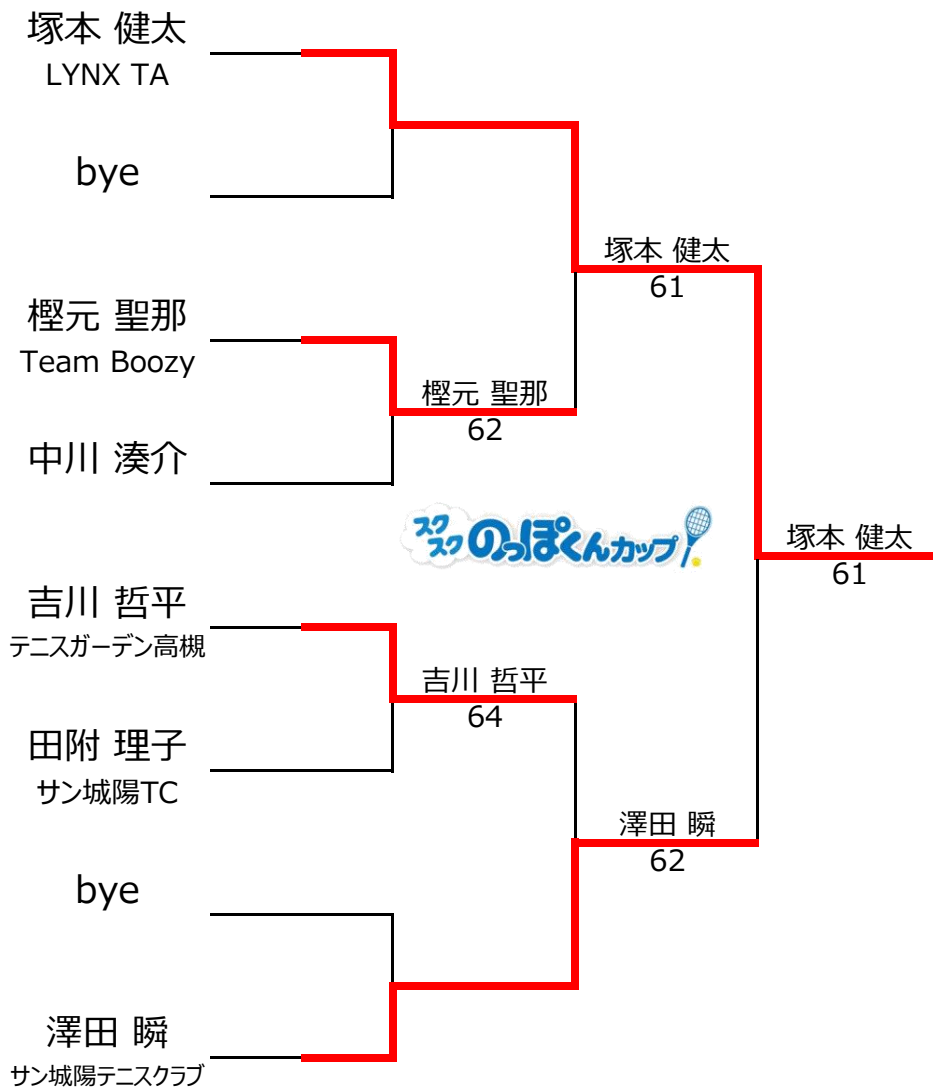 塚本 健太
LYNX TA
bye
塚本 健太
61
樫元 聖那
Team Boozy
樫元 聖那
62
中川 湊介
スクスク のっぽくんカップ
塚本 健太
61
吉川 哲平
テニスガーデン高槻
吉川 哲平
64
田附 理子
サン城陽TC
澤田 瞬
62
bye
澤田 瞬
サン城陽テニスクラブ